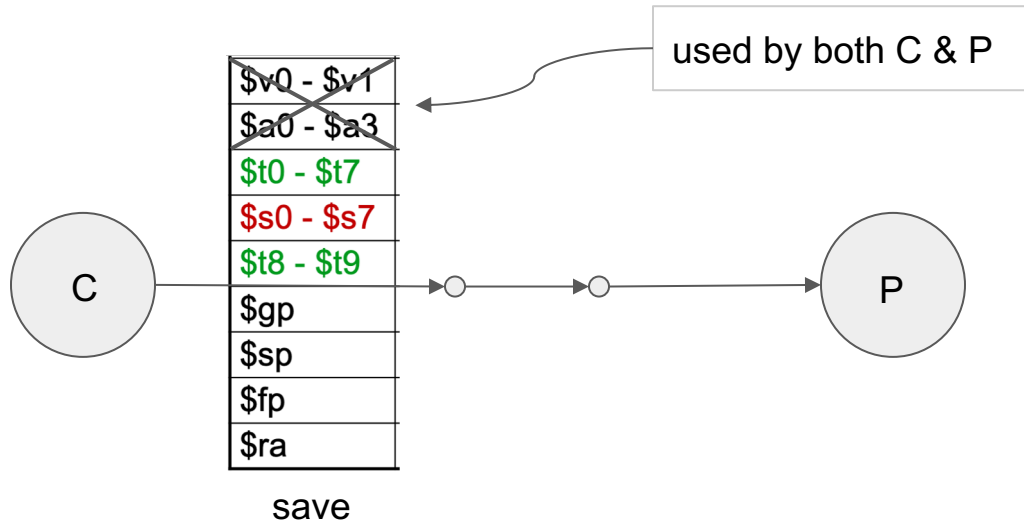 used by both C & P
$v0 - $v1
$a0 - $a3
$t0 - $t7
$s0 - $s7
$t8 - $t9
$gp
$sp
$fp
$ra
C
P
save